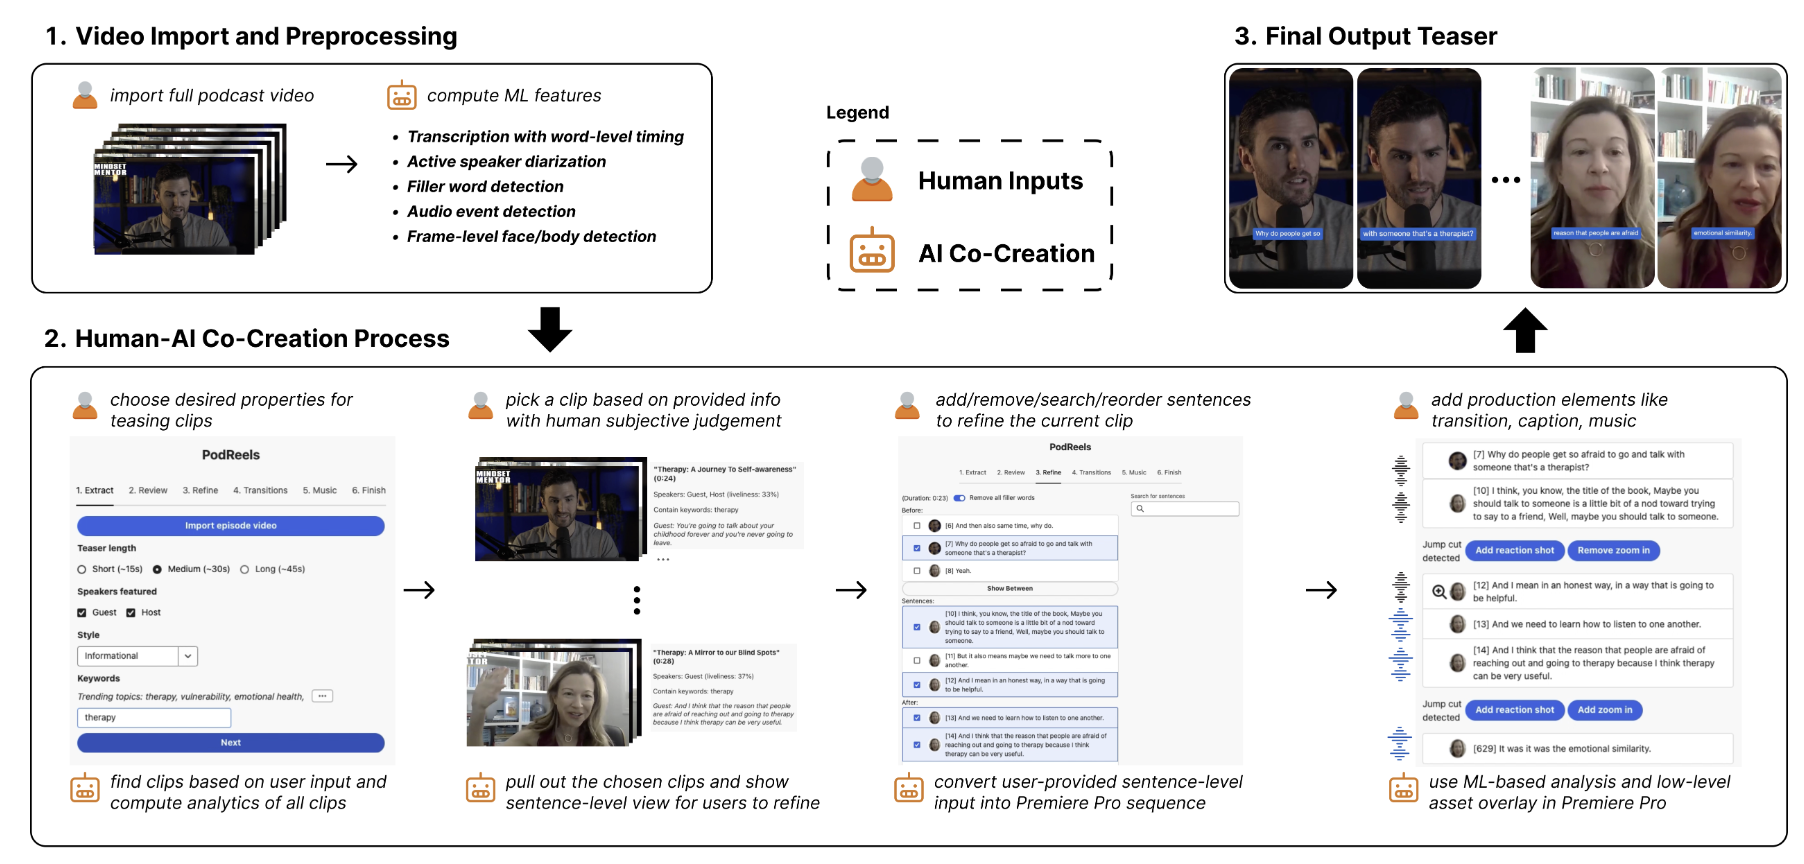 1. Video Import and Preprocessing
import full podcast video
MINDSET
MENTOR
compute ML features
• Transcription with word-level timing
• Active speaker diarization
• Filler word detection
• Audio event detection
• Frame-level face/body detection
Legend
Human Inputs
AI Co-Creation
3. Final Output Teaser
Why do people get so
with someone that's a therapist?
reason that people are afraid
emotional similarity.
2. Human-AI Co-Creation Process
choose desired properties for
teasing clips
PodReels
1. Extract 2. Review 3. Refine 4. Transitions 5. Music 6. Finish
Import episode video
Teaser length
Short (~15s) Medium (~30s) Long (~45s)
Speakers featured
Guest Host
Style
Informational
Keywords
Trending topics: therapy, vulnerability, emotional health, ...
therapy
Next
find clips based on user input and
compute analytics of all clips
pick a clip based on provided info
with human subjective judgement
MINDSET
MENTOR
"Therapy: A Journey To Self-awareness"
(0:24)
Speakers: Guest, Host (liveliness: 33%)
Contain keywords: therapy
Guest: You're going to talk about your
childhood forever and you're never going to
leave.
...
"Therapy: A Mirror to our Blind Spots"
(0:28)
Speakers: Guest (liveliness: 37%)
Contain keywords: therapy
Guest: And I think that the reason that people
are afraid of reaching out and going to therapy
because I think therapy can be very useful.
pull out the chosen clips and show
sentence-level view for users to refine
add/remove/search/reorder sentences
to refine the current clip
PodReels
1. Extract 2. Review 3. Refine 4. Transitions 5. Music 6. Finish
(Duration: 0:23) Remove all filler words
Search for sentences
Before:
[6] And then also same time, why do.
[7] Why do people get so afraid to go and talk with
someone that's a therapist?
[8] Yeah.
Show Between
Sentences:
[10] I think, you know, the title of the book, Maybe you
should talk to someone is a little bit of a nod toward
trying to say to a friend, Well, maybe you should talk to
someone.
[11] But it also means maybe we need to talk more to one
another.
[12] And I mean in an honest way, in a way that is going
to be helpful.
After:
[13] And we need to learn how to listen to one another.
[14] And I think that the reason that people are afraid of
reaching out and going to therapy because I think
therapy can be very useful.
convert user-provided sentence-level
input into Premiere Pro sequence
add production elements like
transition, caption, music
[7] Why do people get so afraid to go and talk with
someone that's a therapist?
[10] I think, you know, the title of the book, Maybe you
should talk to someone is a little bit of a nod toward trying
to say to a friend, Well, maybe you should talk to someone.
Jump cut
detected
Add reaction shot Remove zoom in
[12] And I mean in an honest way, in a way that is going to
be helpful.
[13] And we need to learn how to listen to one another.
[14] And I think that the reason that people are afraid of
reaching out and going to therapy because I think therapy
can be very useful.
Jump cut
detected
Add reaction shot Add zoom in
[629] It was it was the emotional similarity.
use ML-based analysis and low-level
asset overlay in Premiere Pro